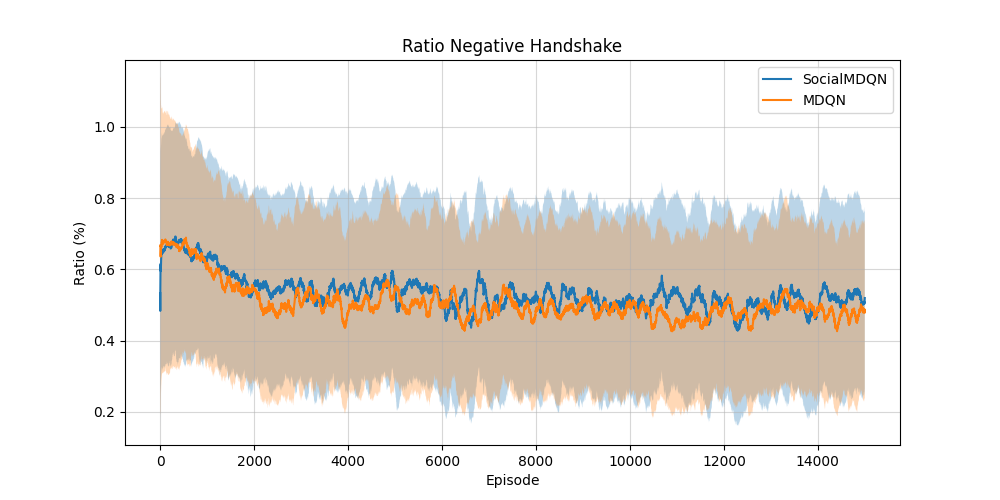 Ratio Negative Handshake
SocialMDQN
MDQN
Ratio (%)
1.0
0.8
0.6
0.4
0.2
0 2000 4000 6000 8000 10000 12000 14000
Episode